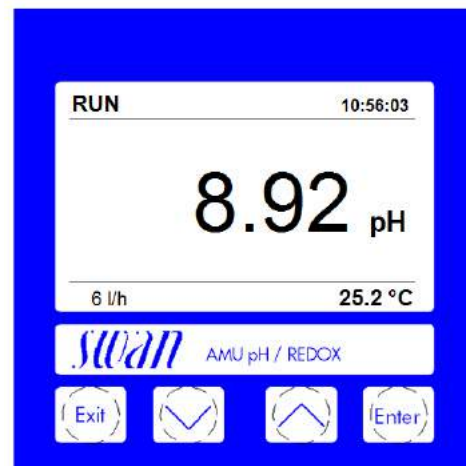 RUN 10:56:03
8.92 pH
6 l/h 25.2 °C
swan AMU pH / REDOX
Exit Enter